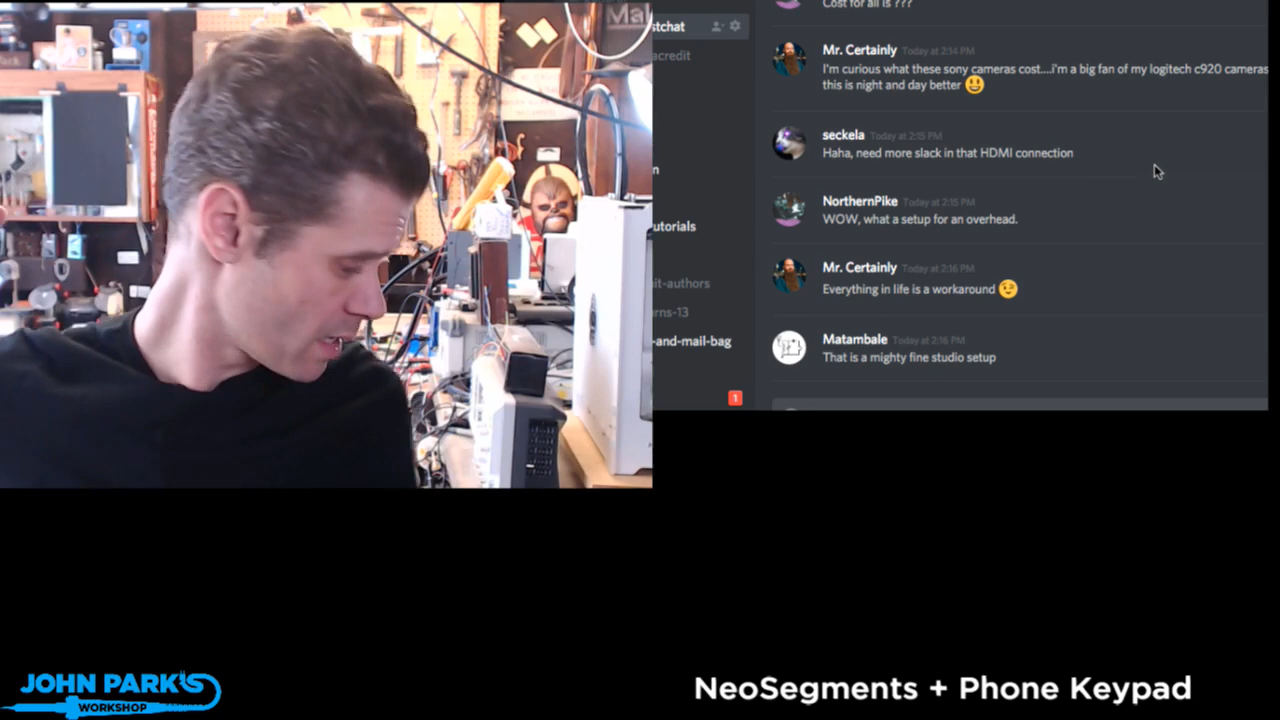 Mal
stchat
acredit
utorials
it-authors
rns-13
-and-mail-bag
1
Cost for all is ???
Mr. Certainly Today at 2:14 PM
I'm curious what these sony cameras cost....i'm a big fan of my logitech c920 cameras
this is night and day better
seckela Today at 2:15 PM
Haha, need more slack in that HDMI connection
NorthernPike Today at 2:15 PM
WOW, what a setup for an overhead.
Mr. Certainly Today at 2:16 PM
Everything in life is a workaround
Matambale Today at 2:16 PM
That is a mighty fine studio setup
JOHN PARK'S
WORKSHOP
NeoSegments + Phone Keypad